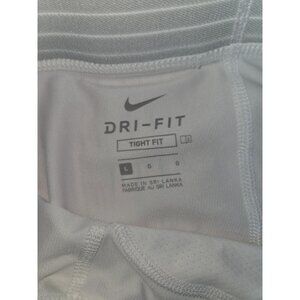 DRI-FIT
TIGHT FIT
L G G
MADE IN SRI LANKA
FABRIQUÉ AU SRI LANKA